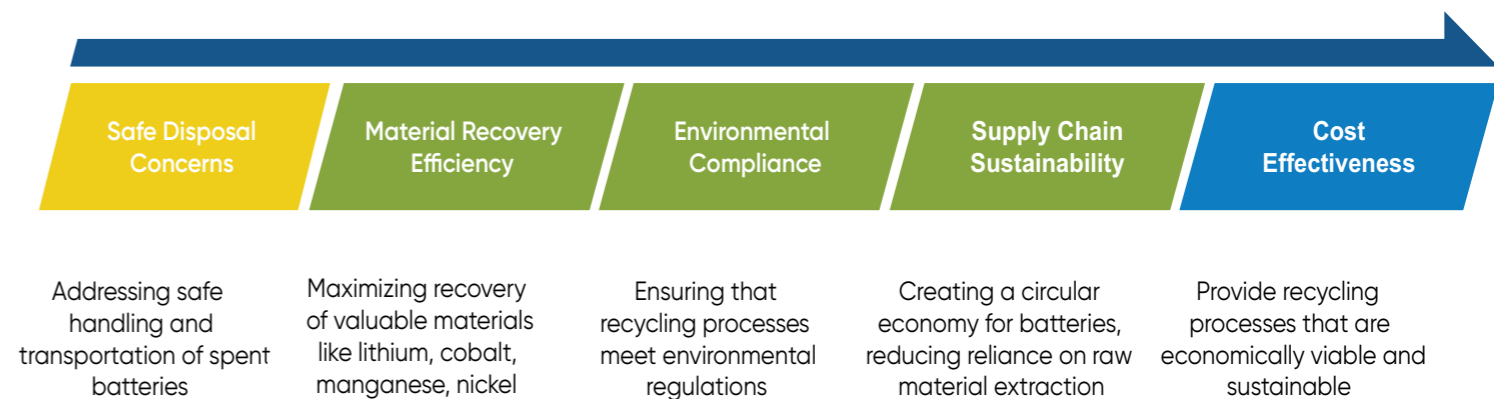 Safe Disposal
Concerns
Material Recovery
Efficiency
Environmental
Compliance
Supply Chain
Sustainability
Cost
Effectiveness
Addressing safe
handling and
transportation of spent
batteries
Maximizing recovery
of valuable materials
like lithium, cobalt,
manganese, nickel
Ensuring that
recycling processes
meet environmental
regulations
Creating a circular
economy for batteries,
reducing reliance on raw
material extraction
Provide recycling
processes that are
economically viable and
sustainable